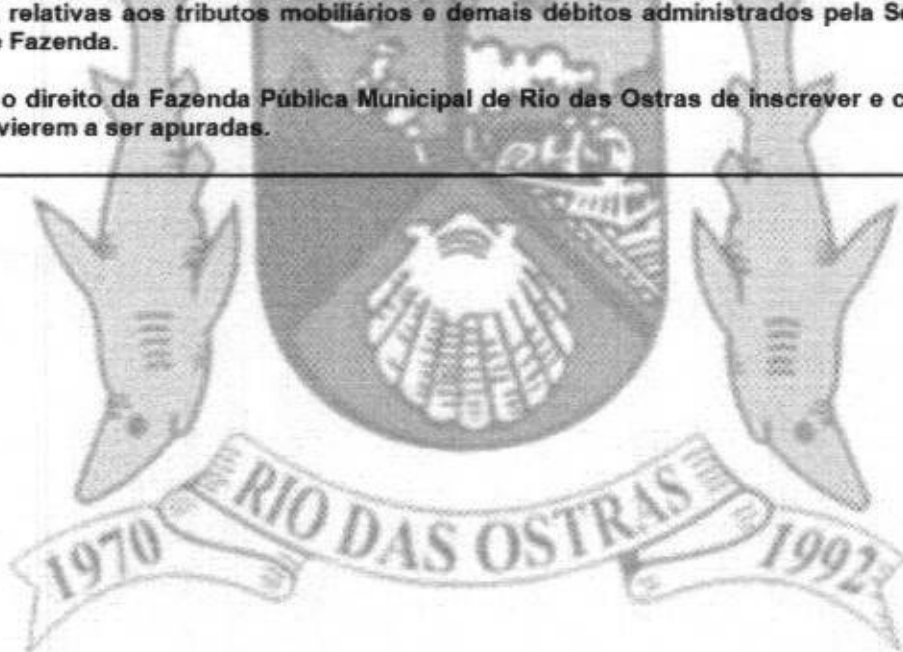 relativas aos tributos mobiliários e demais débitos administrados pela
Fazenda.
o direito da Fazenda Pública Municipal de Rio das Ostras de inscrever e
vierem a ser apuradas.
RIO DAS OSTRAS
1970
1992